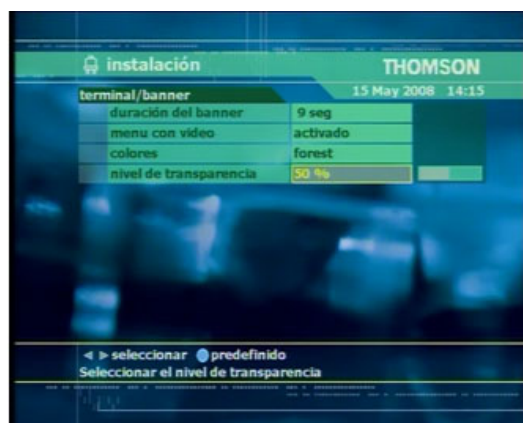 instalación
THOMSON
15 May 2008 14:15
terminal/banner
duración del banner 9 seg
menu con video activado
colores forest
nivel de transparencia 50 %
seleccionar predefinido
Seleccionar el nivel de transparencia